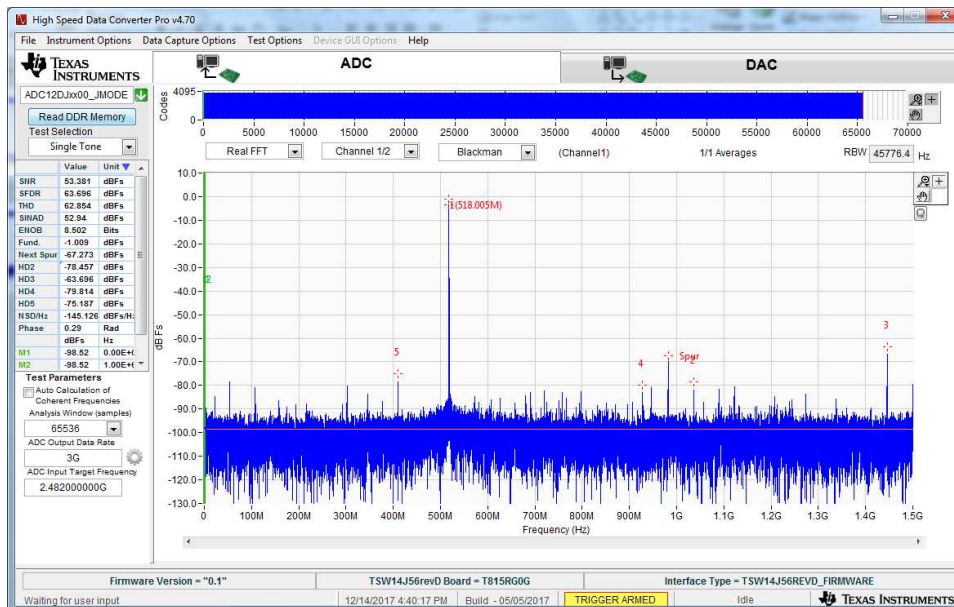 High Speed Data Converter Pro v4.70
File Instrument Options Data Capture Options Test Options Device GUI Options Help
TEXAS INSTRUMENTS
ADC
DAC
ADC12DJxx00_JMODE
Read DDR Memory
Test Selection
Single Tone
Codes
4095
0
0 5000 10000 15000 20000 25000 30000 35000 40000 45000 50000 55000 60000 65000 70000
Real FFT Channel 1/2 Blackman (Channel1) 1/1 Averages RBW 45776.4 Hz
Value Unit
SNR 53.381 dBFs
SFDR 63.696 dBFs
THD 62.854 dBFs
SINAD 52.94 dBFs
ENOB 8.502 Bits
Fund. -1.009 dBFs
Next Spur -67.273 dBFs
HD2 -78.457 dBFs
HD3 -63.696 dBFs
HD4 -79.814 dBFs
HD5 -75.187 dBFs
NSD/Hz -145.126 dBFs/H
Phase 0.29 Rad
dBFs Hz
M1 -98.52 0.00E+
M2 -98.52 1.00E+
Test Parameters
Auto Calculation of
Coherent Frequencies
Analysis Window (samples)
65536
ADC Output Data Rate
3G
ADC Input Target Frequency
2.482000000G
dBFs
10.0
0.0
-10.0
-20.0
-30.0
-40.0
-50.0
-60.0
-70.0
-80.0
-90.0
-100.0
-110.0
-120.0
-130.0
1(518.005M)
5
4
Spur
2
3
0 100M 200M 300M 400M 500M 600M 700M 800M 900M 1G 1.1G 1.2G 1.3G 1.4G 1.5G
Frequency (Hz)
Firmware Version = "0.1" TSW14J56revD Board = T815RG0G Interface Type = TSW14J56REVD_FIRMWARE
Waiting for user input 12/14/2017 4:40:17 PM Build - 05/05/2017 TRIGGER ARMED Idle TEXAS INSTRUMENTS